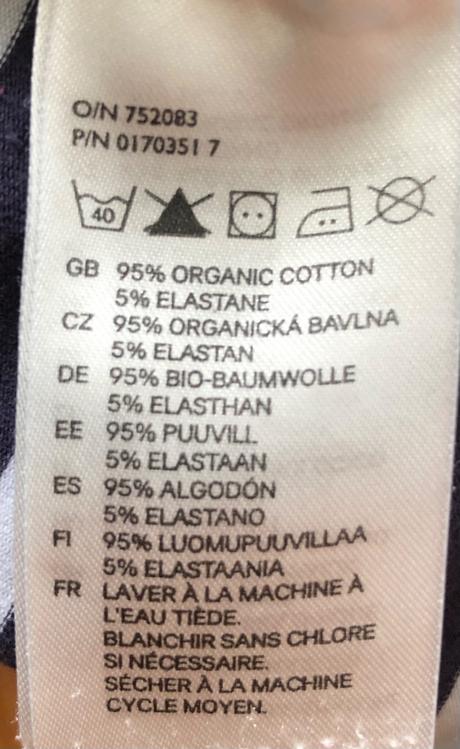 O/N 752083
P/N 0170351 7
40
GB 95% ORGANIC COTTON
5% ELASTANE
CZ 95% ORGANICKÁ BAVLNA
5% ELASTAN
DE 95% BIO-BAUMWOLLE
5% ELASTHAN
EE 95% PUUVILL
5% ELASTAAN
ES 95% ALGODÓN
5% ELASTANO
FI 95% LUOMUPUUVILLAA
5% ELASTAANIA
FR LAVER À LA MACHINE À
L'EAU TIÈDE.
BLANCHIR SANS CHLORE
SI NÉCESSAIRE.
SÉCHER À LA MACHINE
CYCLE MOYEN.